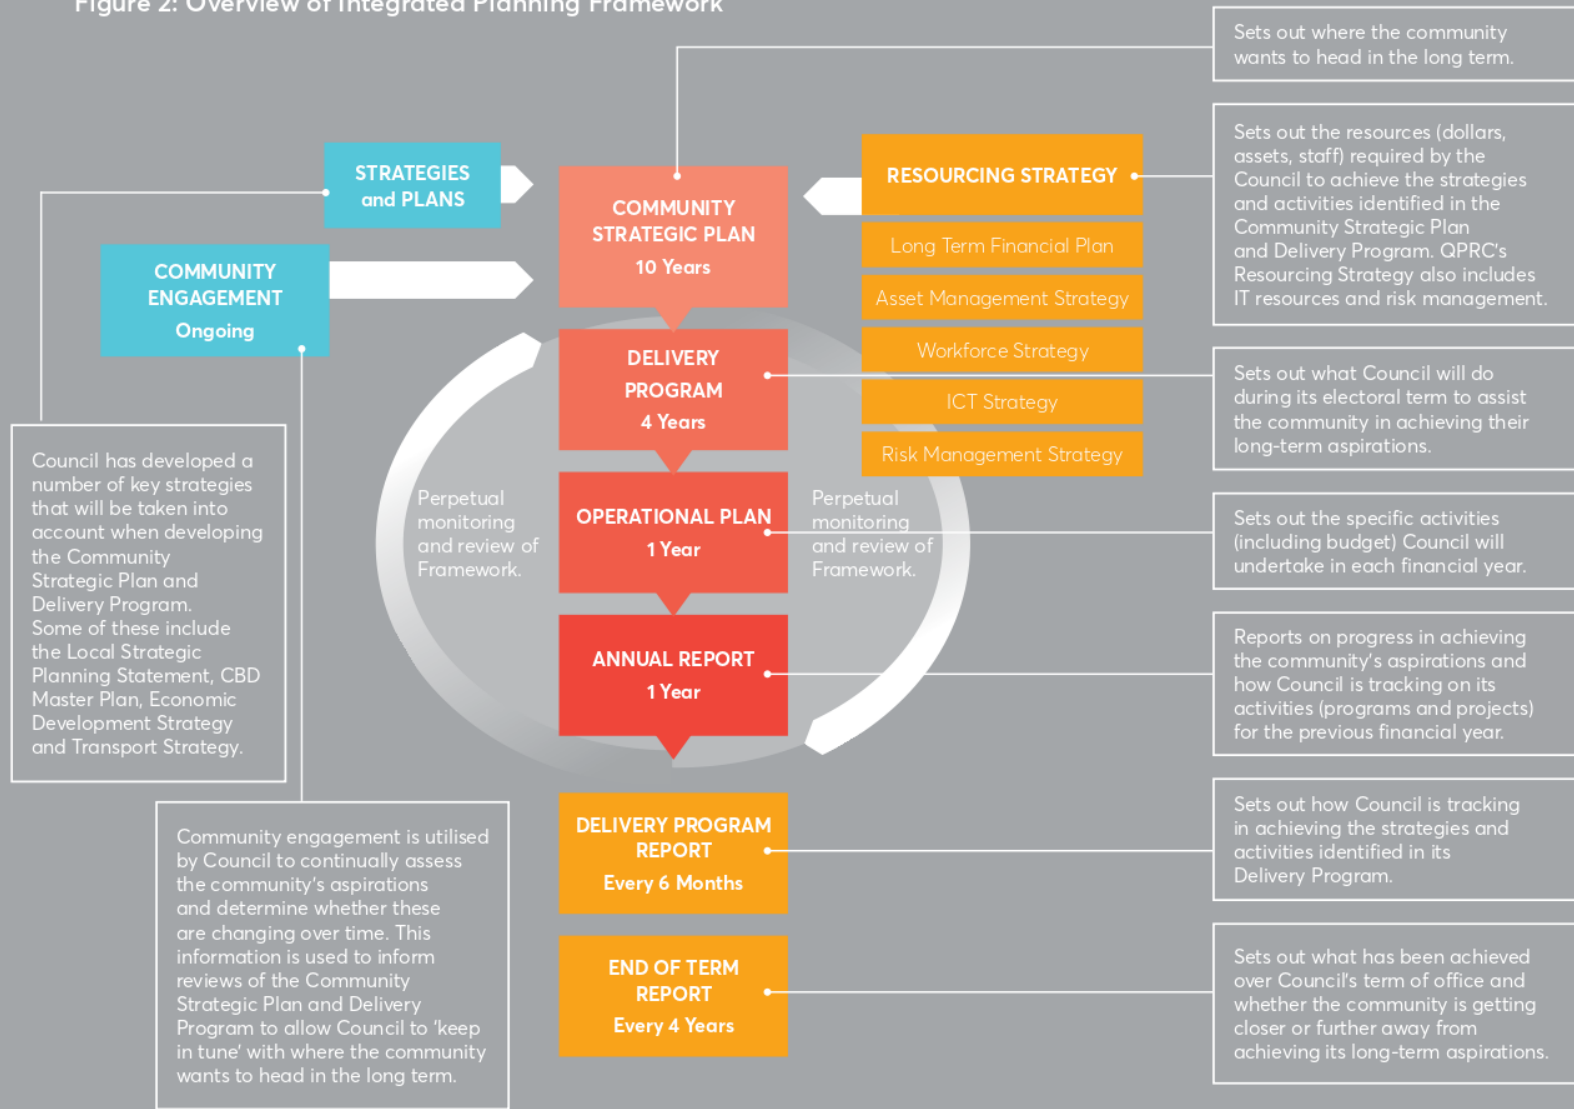 Figure 2: Overview of Integrated Planning Framework
Sets out where the community
wants to head in the long term.
STRATEGIES
and PLANS
COMMUNITY
ENGAGEMENT
Ongoing
COMMUNITY
STRATEGIC PLAN
10 Years
RESOURCING STRATEGY
Long Term Financial Plan
Asset Management Strategy
Workforce Strategy
ICT Strategy
Risk Management Strategy
Sets out the resources (dollars,
assets, staff) required by the
Council to achieve the strategies
and activities identified in the
Community Strategic Plan
and Delivery Program. QPRC's
Resourcing Strategy also includes
IT resources and risk management.
DELIVERY
PROGRAM
4 Years
Sets out what Council will do
during its electoral term to assist
the community in achieving their
long-term aspirations.
Council has developed a
number of key strategies
that will be taken into
account when developing
the Community
Strategic Plan and
Delivery Program.
Some of these include
the Local Strategic
Planning Statement, CBD
Master Plan, Economic
Development Strategy
and Transport Strategy.
Perpetual
monitoring
and review of
Framework.
OPERATIONAL PLAN
1 Year
Perpetual
monitoring
and review of
Framework.
Sets out the specific activities
(including budget) Council will
undertake in each financial year.
ANNUAL REPORT
1 Year
Reports on progress in achieving
the community's aspirations and
how Council is tracking on its
activities (programs and projects)
for the previous financial year.
DELIVERY PROGRAM
REPORT
Every 6 Months
Sets out how Council is tracking
in achieving the strategies and
activities identified in its
Delivery Program.
Community engagement is utilised
by Council to continually assess
the community's aspirations
and determine whether these
are changing over time. This
information is used to inform
reviews of the Community
Strategic Plan and Delivery
Program to allow Council to 'keep
in tune' with where the community
wants to head in the long term.
END OF TERM
REPORT
Every 4 Years
Sets out what has been achieved
over Council's term of office and
whether the community is getting
closer or further away from
achieving its long-term aspirations.